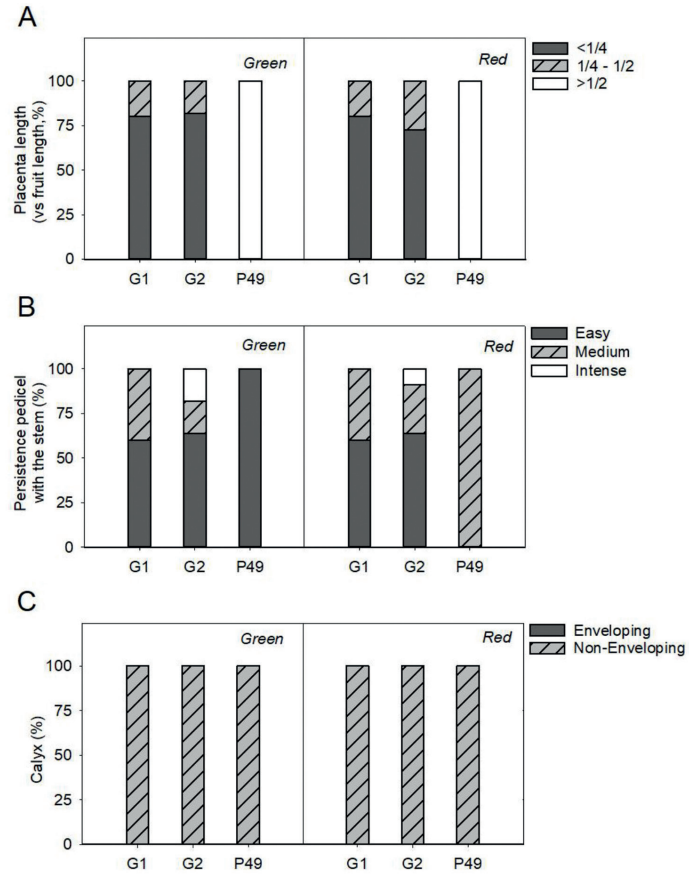 A
Green
Red
<1/4
1/4 - 1/2
>1/2
Placenta length
(vs fruit length,%)
100
75
50
25
0
G1 G2 P49 G1 G2 P49
B
Green
Red
Easy
Medium
Intense
Persistence pedicel
with the stem (%)
100
75
50
25
0
G1 G2 P49 G1 G2 P49
C
Green
Red
Enveloping
Non-Enveloping
Calyx (%)
100
75
50
25
0
G1 G2 P49 G1 G2 P49